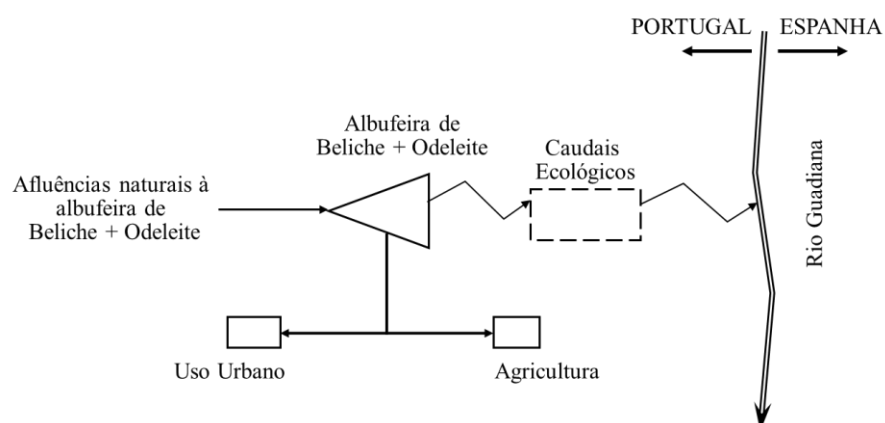 PORTUGAL ESPANHA
Albufeira de
Beliche + Odeleite
Caudais
Ecológicos
Afluências naturais à
albufeira de
Beliche + Odeleite
Rio Guadiana
Uso Urbano
Agricultura